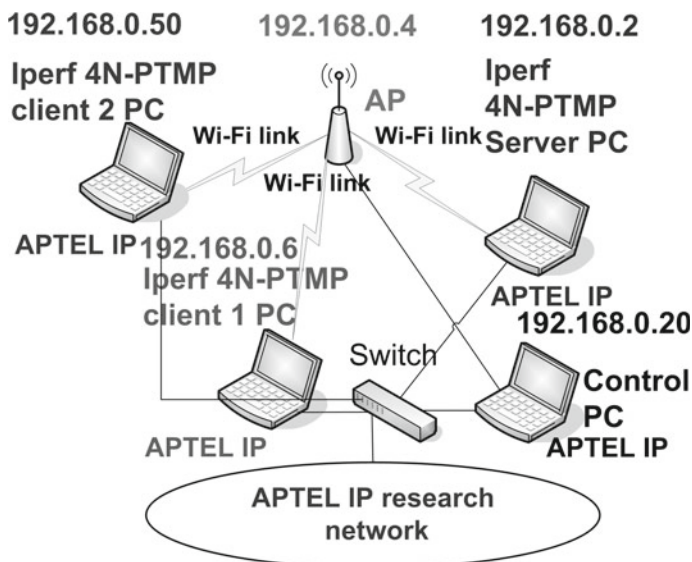 192.168.0.50
192.168.0.4
192.168.0.2
Iperf 4N-PTMP
client 2 PC
AP
Iperf
4N-PTMP
Server PC
Wi-Fi link
Wi-Fi link
Wi-Fi link
APTEL IP
192.168.0.6
Iperf 4N-PTMP
client 1 PC
APTEL IP
192.168.0.20
Switch
Control
PC
APTEL IP
APTEL IP
APTEL IP research
network